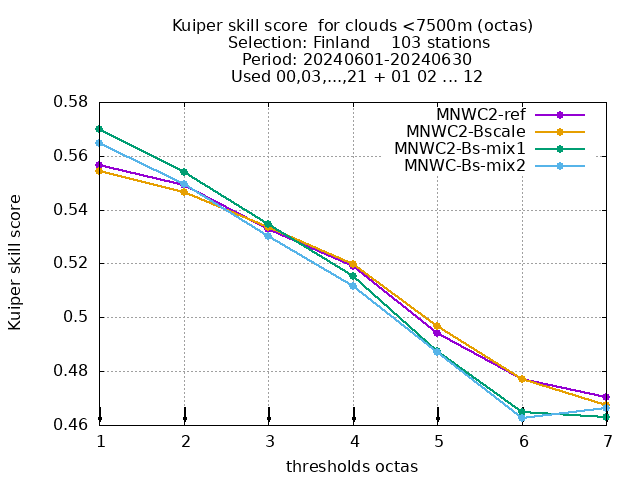 Kuiper skill score  for clouds <7500m (octas)
Selection: Finland    103 stations
Period: 20240601-20240630
Used 00,03,...,21 + 01 02 ... 12
MNWC2-ref
MNWC2-Bscale
MNWC2-Bs-mix1
MNWC-Bs-mix2
Kuiper skill score
0.58
0.56
0.54
0.52
0.5
0.48
0.46
1 2 3 4 5 6 7
thresholds octas